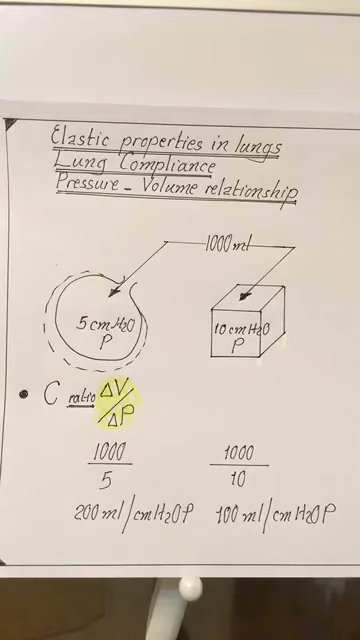 Elastic properties in lungs
Lung Compliance
Pressure - Volume relationship
1000 ml
5 cm H2O
P
10 cm H2O
P
• C ratio ΔV/ΔP
1000/5
1000/10
200 ml/cm H2O P
100 ml/cm H2O P